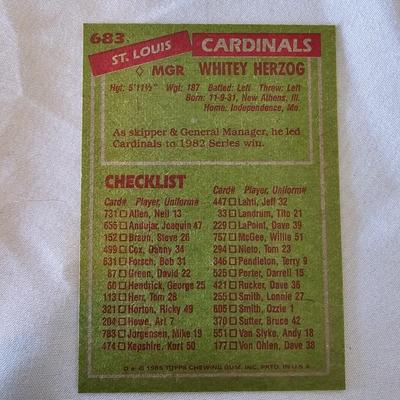 683
ST. LOUIS
CARDINALS
◊ MGR WHITEY HERZOG
Hgt: 5'11½" Wgt: 187 Batted: Left Threw: Left
Born: 11-9-31, New Athens, Ill.
Home: Independence, Mo.
As skipper & General Manager, he led
Cardinals to 1982 Series win.
CHECKLIST
Card# Player, Uniform#
731 □ Allen, Neil 13
655 □ Andujar, Joaquin 47
152 □ Braun, Steve 26
499 □ Cox, Danny 34
631 □ Forsch, Bob 31
87 □ Green, David 22
60 □ Hendrick, George 25
113 □ Herr, Tom 28
321 □ Horton, Ricky 49
204 □ Howe, Art 7
783 □ Jorgensen, Mike 19
474 □ Kepshire, Kurt 50
Card# Player, Uniform#
447 □ Lahti, Jeff 32
33 □ Landrum, Tito 21
229 □ LaPoint, Dave 39
757 □ McGee, Willie 51
294 □ Nieto, Tom 23
346 □ Pendleton, Terry 9
525 □ Porter, Darrell 15
421 □ Rucker, Dave 36
255 □ Smith, Lonnie 27
605 □ Smith, Ozzie 1
370 □ Sutter, Bruce 42
551 □ Van Slyke, Andy 18
177 □ Von Ohlen, Dave 38
© 1985 TOPPS CHEWING GUM, INC. PRTD. IN U.S.A.